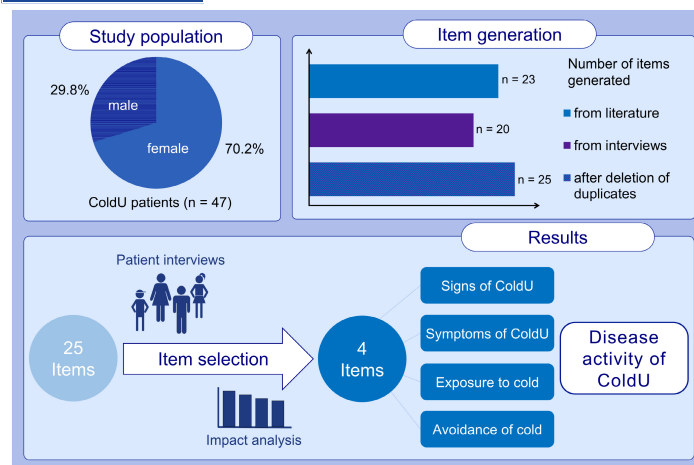 Study population
29.8%
male
female
70.2%
ColdU patients (n = 47)
Item generation
n = 23
n = 20
n = 25
Number of items
generated
from literature
from interviews
after deletion of
duplicates
Results
Patient interviews
25
Items
Item selection
Impact analysis
4
Items
Signs of ColdU
Symptoms of ColdU
Exposure to cold
Avoidance of cold
Disease
activity of
ColdU